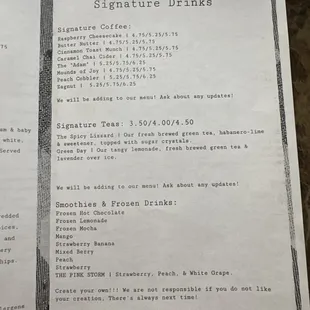 Signature Drinks
Signature Coffee:
Raspberry Cheesecake | 4.75/5.25/5.75
Butter Butter | 4.75/5.25/5.75
Cinnamon Toast Munch | 4.75/5.25/5.75
Caramel Chai Cider | 4.75/5.25/5.75
The "Adam" | 5.25/5.75/6.25
Mounds of Joy | 4.75/5.25/5.75
Peach Cobbler | 5.25/5.75/6.25
Zagnut | 5.25/5.75/6.25
We will be adding to our menu! Ask about any updates!
Signature Teas: 3.50/4.00/4.50
The Spicy Lizzard | Our fresh brewed green tea, habanero-lime
& sweetener, topped with sugar crystals
Green Day | Our tangy lemonade, fresh brewed green tea &
lavender over ice.
We will be adding to our menu! Ask about any updates!
Smoothies & Frozen Drinks:
Frozen Hot Chocolate
Frozen Lemonade
Frozen Mocha
Mango
Strawberry Banana
Mixed Berry
Peach
Strawberry
THE PINK STORM | Strawberry, Peach, & White Grape.
Create your own!!! We are not responsible if you do not like
your creation. There's always next time!
.75
& baby
white.
Served
and